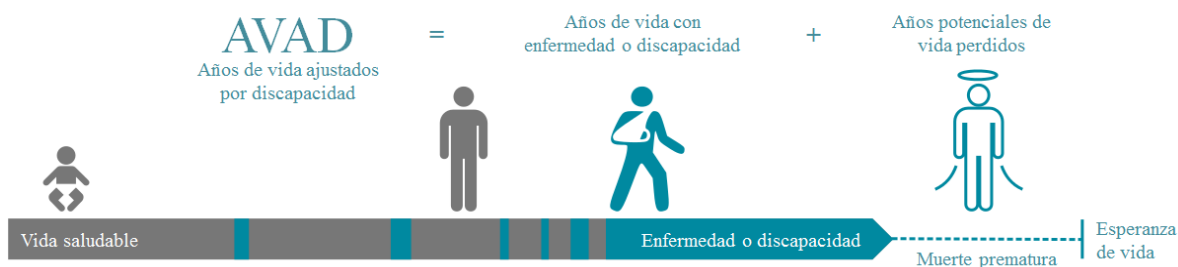 AVAD
Años de vida ajustados
por discapacidad
=
Años de vida con
enfermedad o discapacidad
+
Años potenciales de
vida perdidos
Vida saludable
Enfermedad o discapacidad
Muerte prematura
Esperanza
de vida